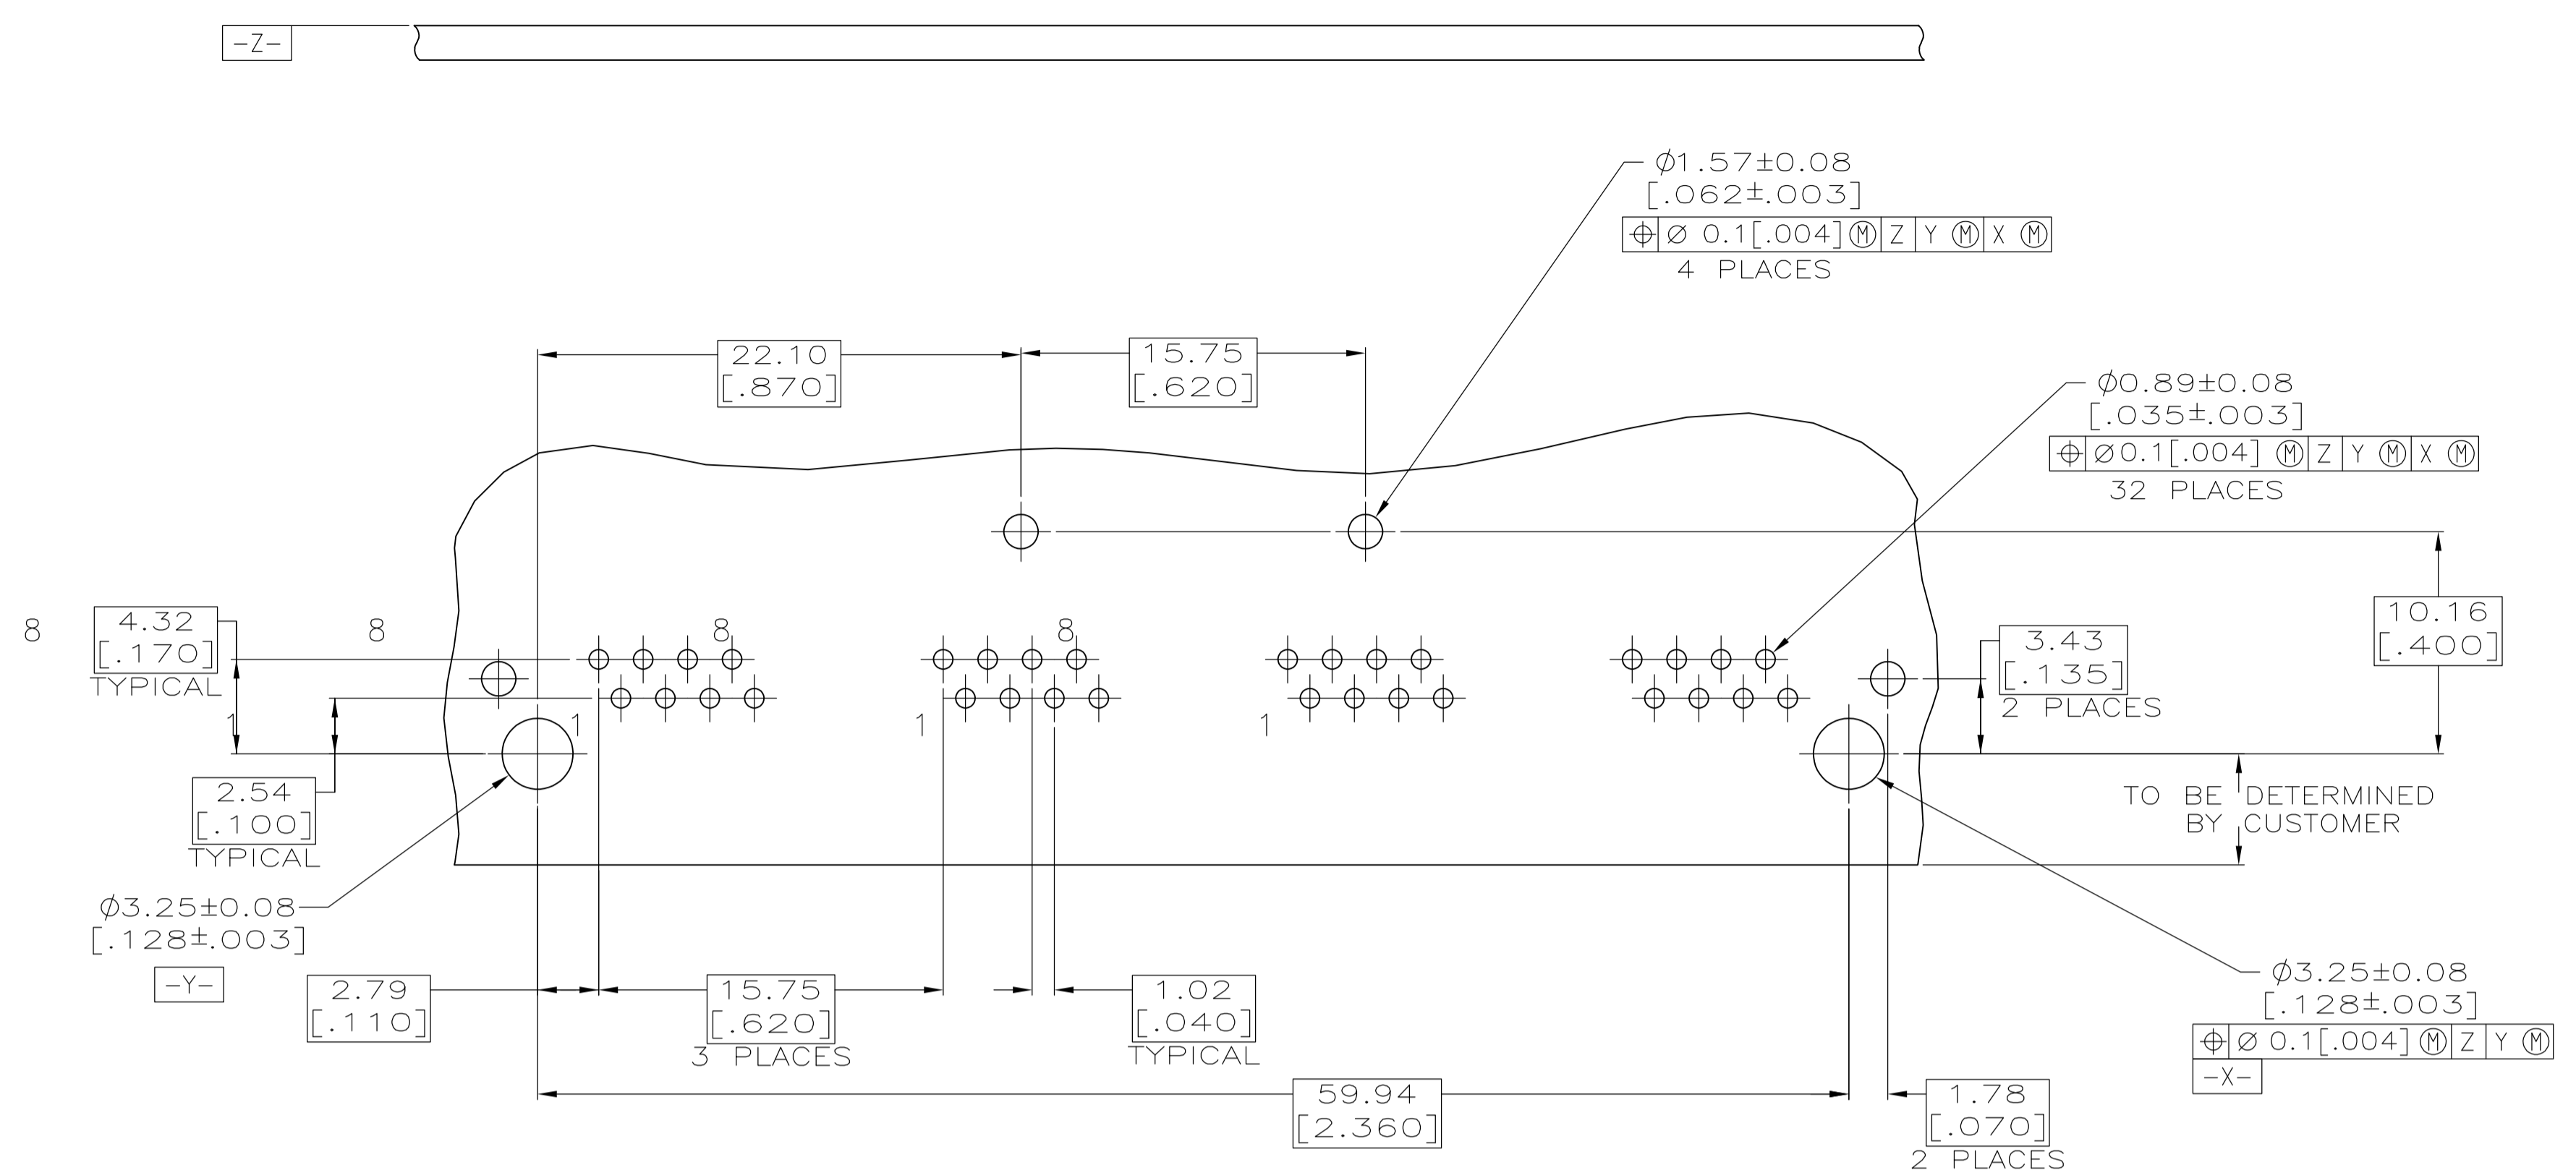 -Z-
Ø1.57±0.08
[.062±.003]
⌖ Ø 0.1[.004] Ⓜ Z Y Ⓜ X Ⓜ
4 PLACES
22.10
[.870]
15.75
[.620]
Ø0.89±0.08
[.035±.003]
⌖ Ø 0.1[.004] Ⓜ Z Y Ⓜ X Ⓜ
32 PLACES
8
4.32
[.170]
TYPICAL
8
8
8
10.16
[.400]
3.43
[.135]
2 PLACES
1
1
1
1
2.54
[.100]
TYPICAL
TO BE DETERMINED
BY CUSTOMER
Ø3.25±0.08
[.128±.003]
-Y-
2.79
[.110]
15.75
[.620]
3 PLACES
1.02
[.040]
TYPICAL
Ø3.25±0.08
[.128±.003]
⌖ Ø 0.1[.004] Ⓜ Z Y Ⓜ
-X-
59.94
[2.360]
1.78
[.070]
2 PLACES